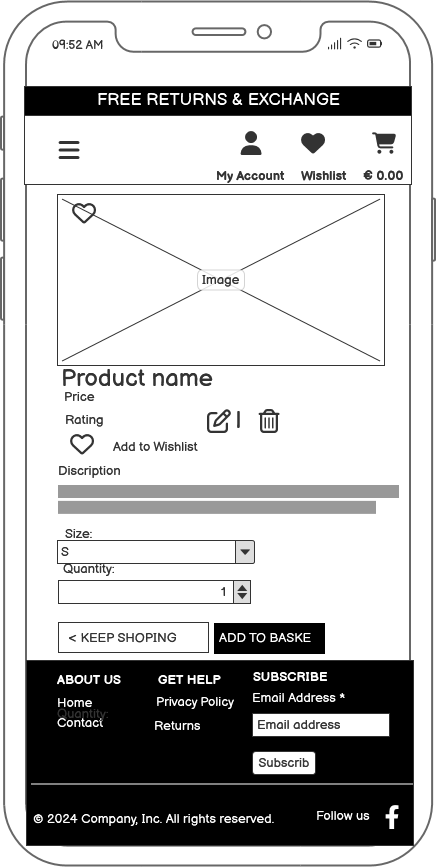 09:52 AM
FREE RETURNS & EXCHANGE
My Account Wishlist € 0.00
Image
Product name
Price
Rating
Add to Wishlist
Discription
Size:
S
Quantity:
1
< KEEP SHOPING ADD TO BASKE
ABOUT US GET HELP SUBSCRIBE
Home Privacy Policy Email Address *
Quantity:
Contact Returns Email address
Subscrib
© 2024 Company, Inc. All rights reserved. Follow us